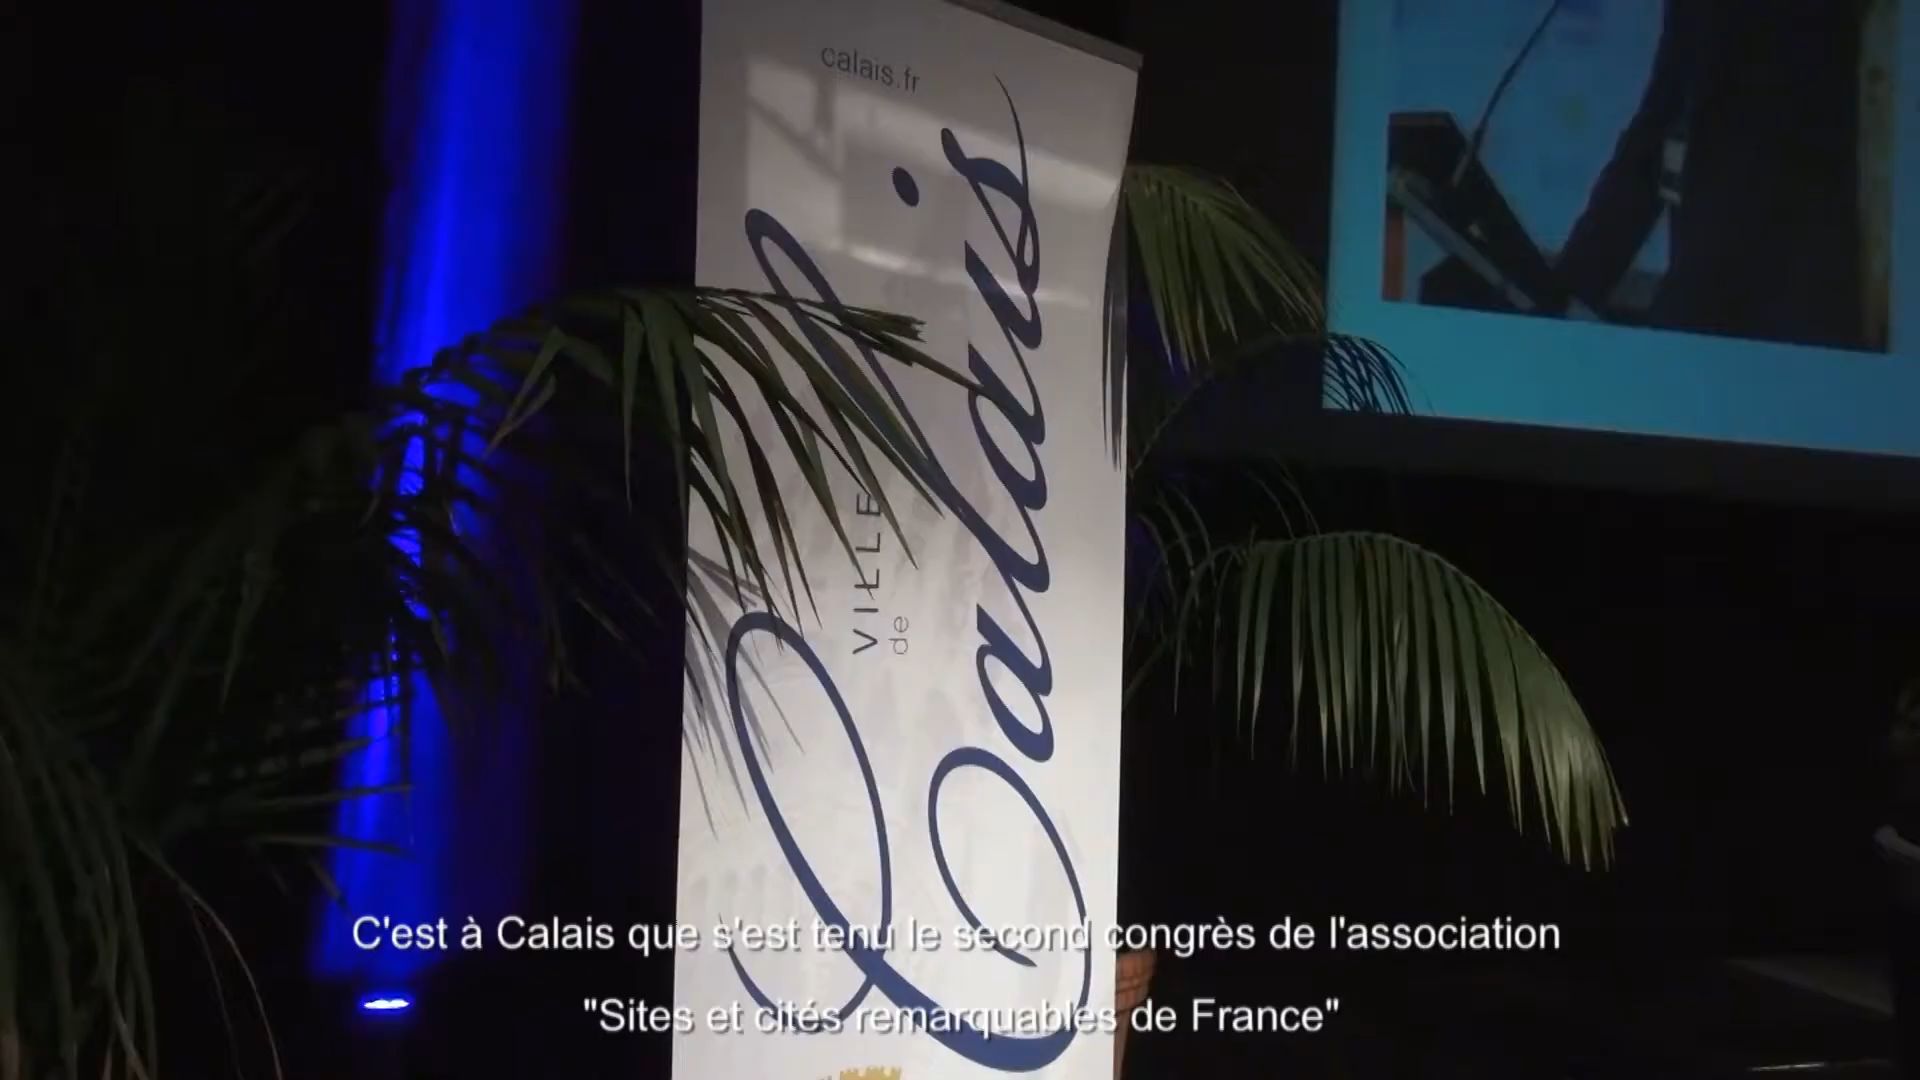 calais.fr
VILLE
de
Calais
C'est à Calais que s'est tenu le second congrès de l'association
"Sites et cités remarquables de France"